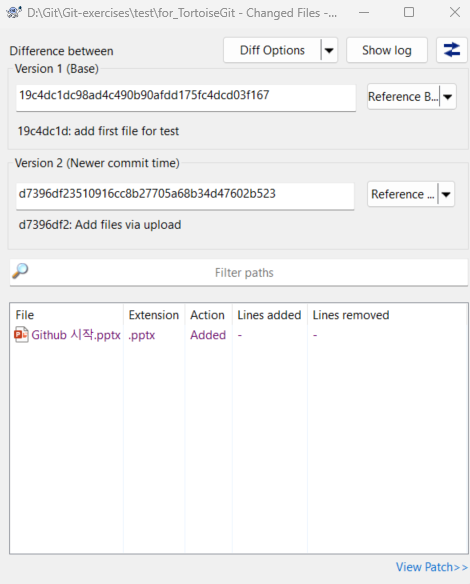 D:\Git\Git-exercises\test\for_TortoiseGit - Changed Files -...
Difference between
Diff Options
Show log
Version 1 (Base)
19c4dc1dc98ad4c490b90afdd175fc4dcd03f167
Reference B...
19c4dc1d: add first file for test
Version 2 (Newer commit time)
d7396df23510916cc8b27705a68b34d47602b523
Reference ...
d7396df2: Add files via upload
Filter paths
File Extension Action Lines added Lines removed
Github 시작.pptx .pptx Added - -
View Patch>>